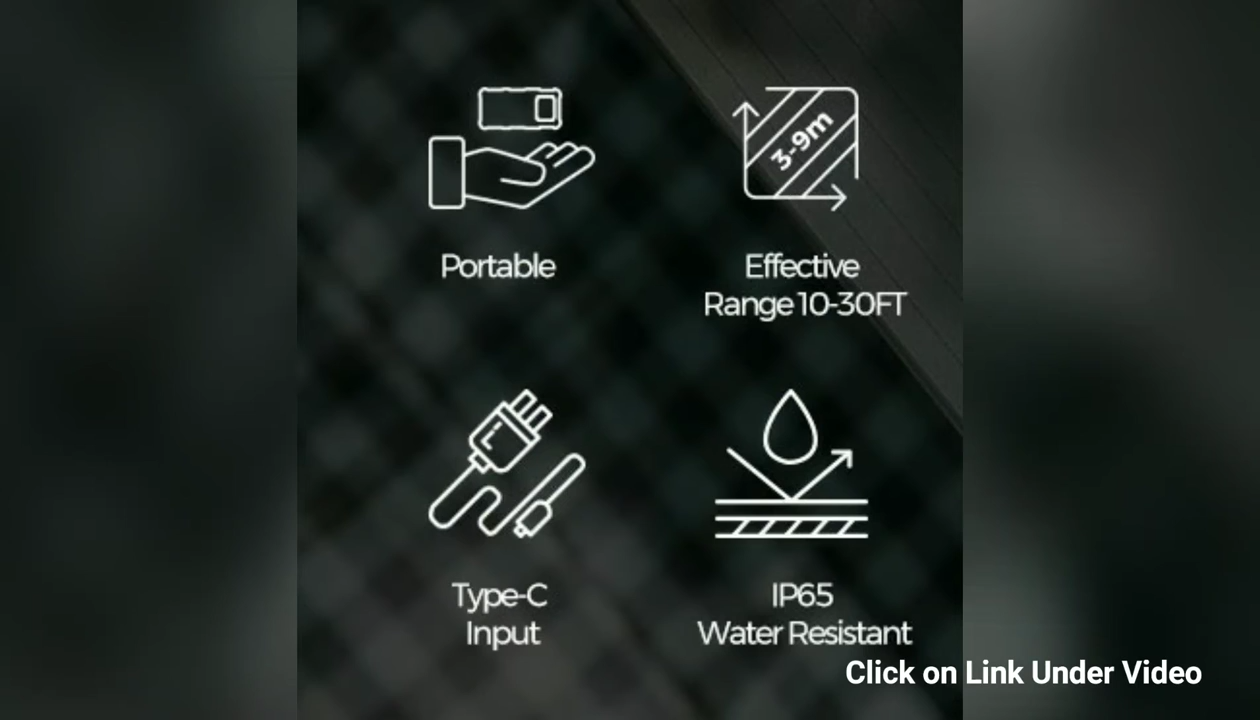 3-9m
Portable
Effective
Range 10-30FT
Type-C
Input
IP65
Water Resistant
Click on Link Under Video